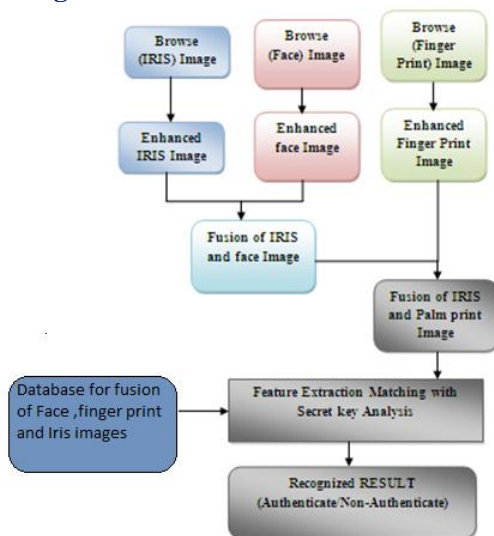 Browse
(IRIS) Image
Browse
(Face) Image
Browse
(Finger
Print) Image
Enhanced
IRIS Image
Enhanced
face Image
Enhanced
Finger Print
Image
Fusion of IRIS
and face Image
Fusion of IRIS
and Palm print
Image
Database for fusion
of Face ,finger print
and Iris images
Feature Extraction Matching with
Secret key Analysis
Recognized RESULT
(Authenticate/Non-Authenticate)